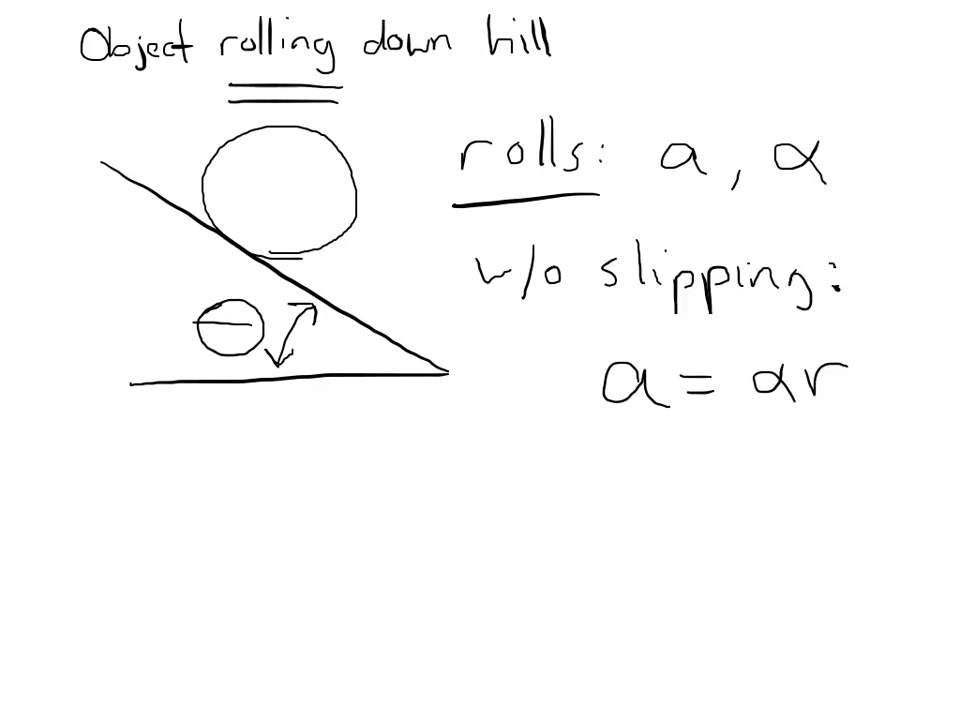 Object rolling down hill
rolls: a, α
w/o slipping:
a = αr
θ